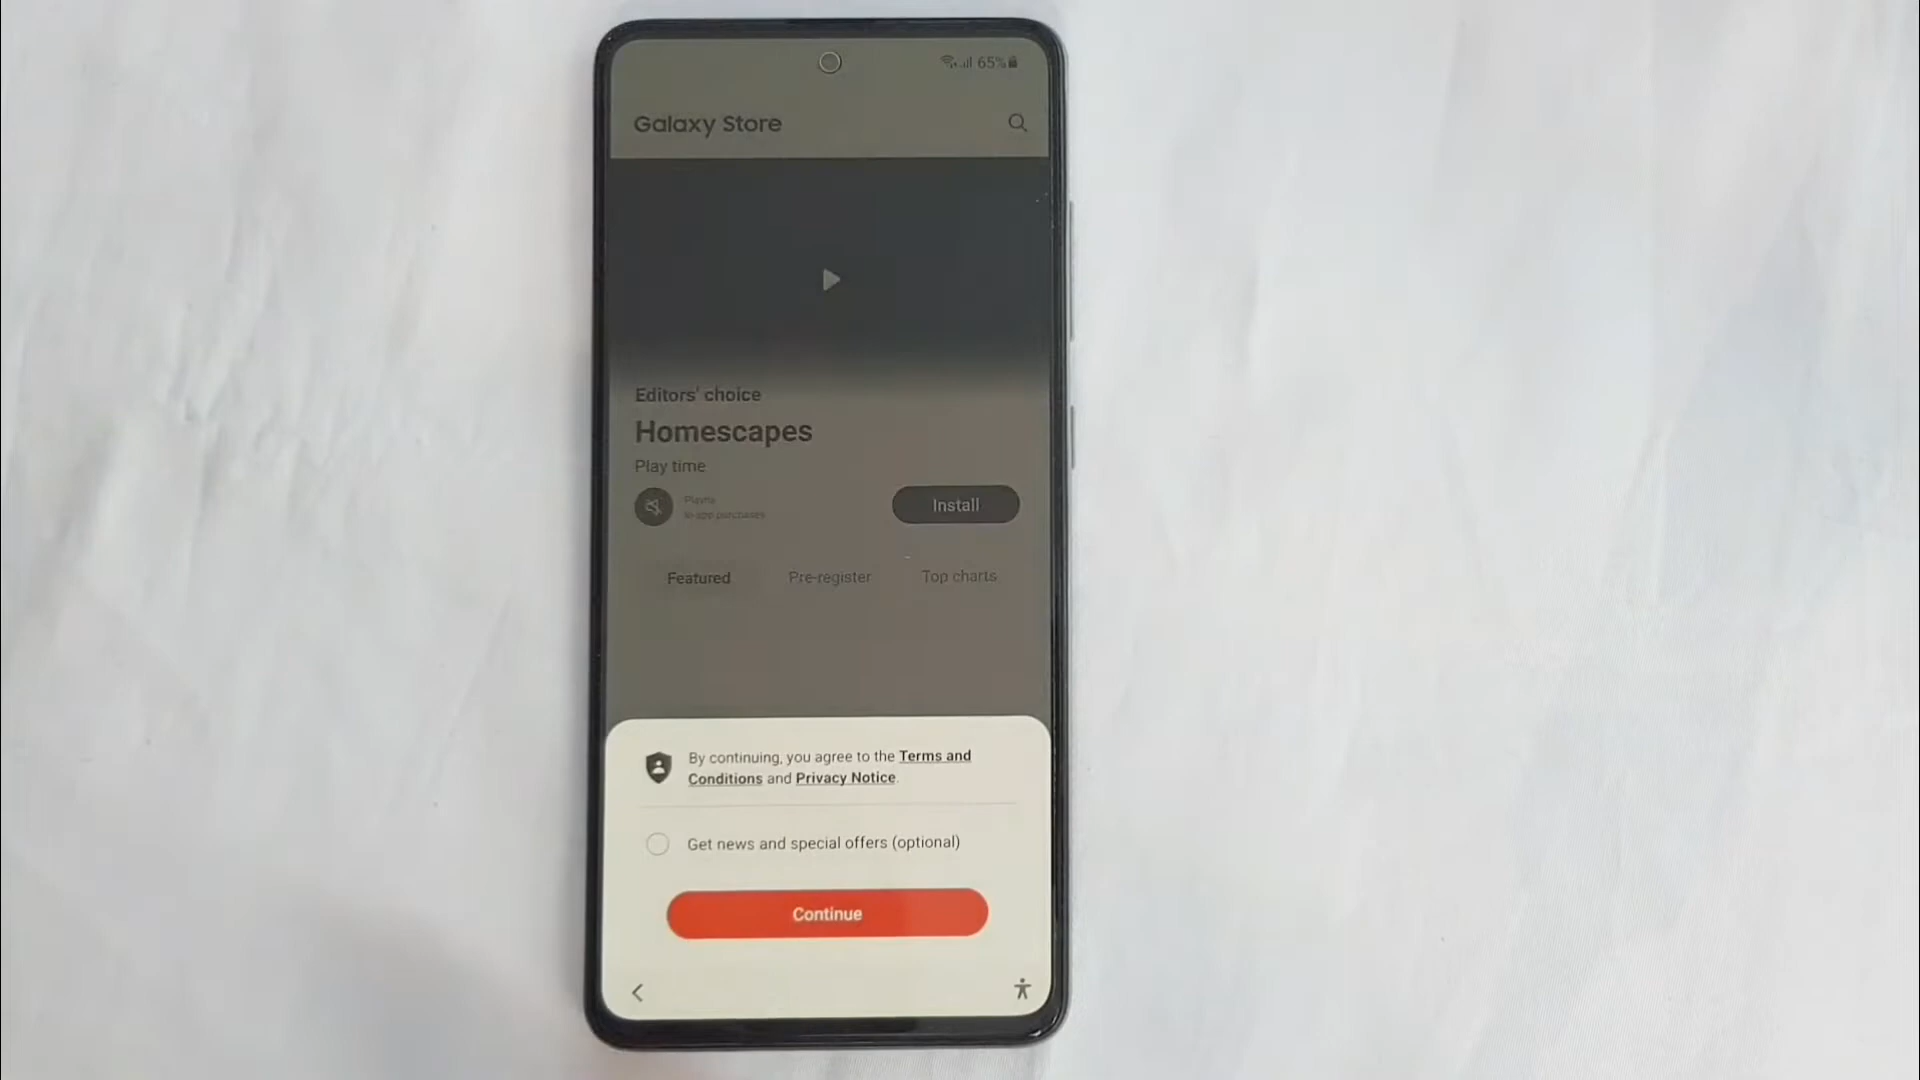 65%
Galaxy Store
Editors' choice
Homescapes
Play time
Playrix
In-app purchases
Install
Featured
Pre-register
Top charts
By continuing, you agree to the Terms and
Conditions and Privacy Notice.
Get news and special offers (optional)
Continue